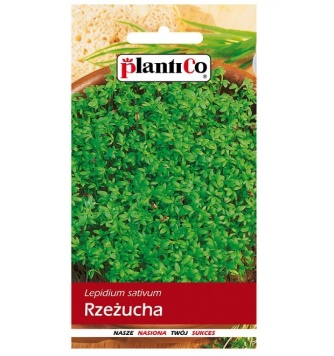 PlantiCo
®
Lepidium sativum
Rzeżucha
NASZE NASIONA TWÓJ SUKCES